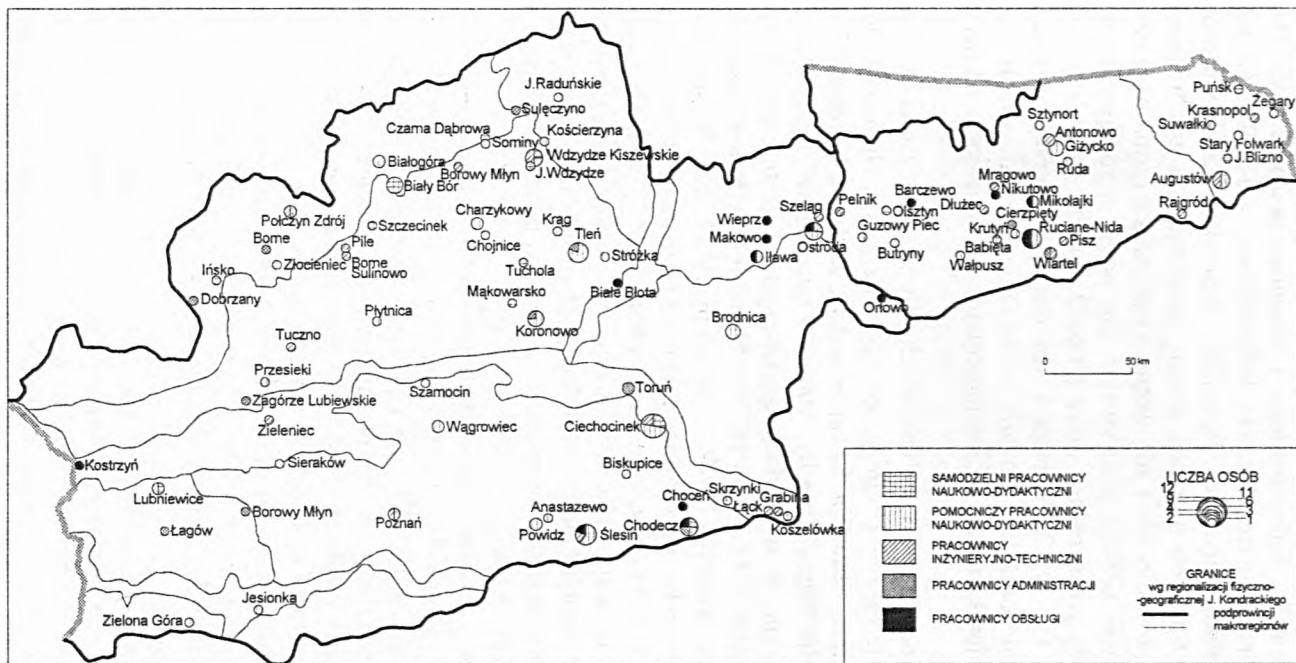 J.Raduńskie
Sulęczyno
Czarna Dąbrowa
Sominy
Kościerzyna
Białogóra
Wdzydze Kiszewskie
Borowy Młyn
J.Wdzydze
Biały Bór
Połczyn Zdrój
Szczecinek
Charzykowy
Krąg
Chojnice
Tleń
Borne
Pile
Stróżka
Złocieniec
Borne
Sulinowo
Ińsko
Tuchola
Dobrzany
Białe Błota
Mąkowarsko
Płytnica
Koronowo
Brodnica
Tuczno
Przesieki
Szamocin
Toruń
Zagórze Lubiewskie
Zieleniec
Wągrowiec
Ciechocinek
Kostrzyń
Sieraków
Biskupice
Lubniewice
Skrzynki
Choceń
Grabina
Anastazewo
Łąck
Borowy Młyn
Poznań
Koszelówka
Łagów
Powidz
Ślesin
Chodecz
Jesionka
Zielona Góra
Puńsk
Żegary
Krasnopol
Sztynort
Suwałki
Antonowo
Giżycko
Stary Folwark
J.Blizno
Ruda
Mrągowo
Augustów
Barczewo
Nikutowo
Szeląg
Pelnik
Dłużec
Mikołajki
Rajgród
Wieprz
Olsztyn
Cierzpięty
Makowo
Guzowy Piec
Krutyń
Ruciane-Nida
Ostróda
Babięta
Pisz
Iława
Butryny
Wałpusz
Wiartel
Orłowo
0 50 km
SAMODZIELNI PRACOWNICY
NAUKOWO-DYDAKTYCZNI
POMOCNICZY PRACOWNICY
NAUKOWO-DYDAKTYCZNI
PRACOWNICY
INŻYNIERYJNO-TECHNICZNI
PRACOWNICY ADMINISTRACJI
PRACOWNICY OBSŁUGI
LICZBA OSÓB
12 11
4 3
2 1
GRANICE
wg regionalizacji fizyczno-
-geograficznej J. Kondrackiego
podprowincji
makroregionów